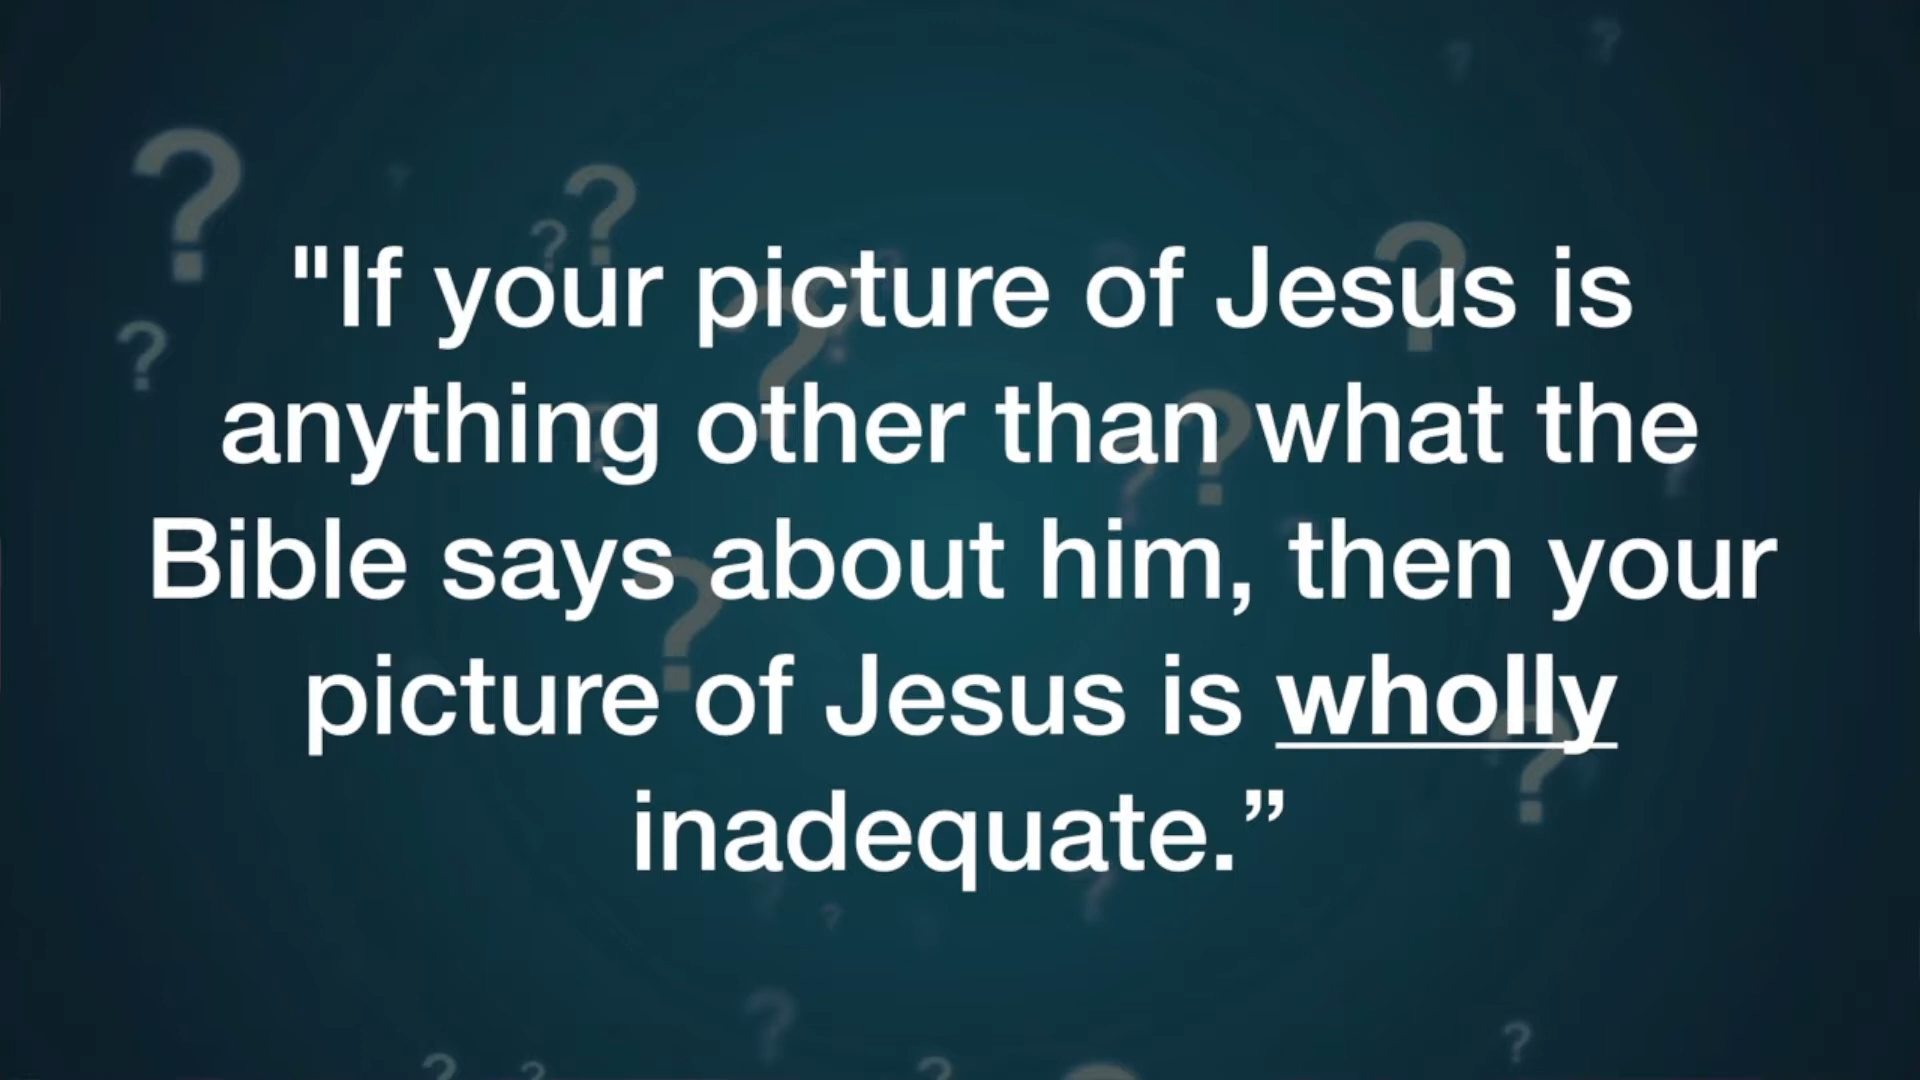 "If your picture of Jesus is
anything other than what the
Bible says about him, then your
picture of Jesus is wholly
inadequate.”